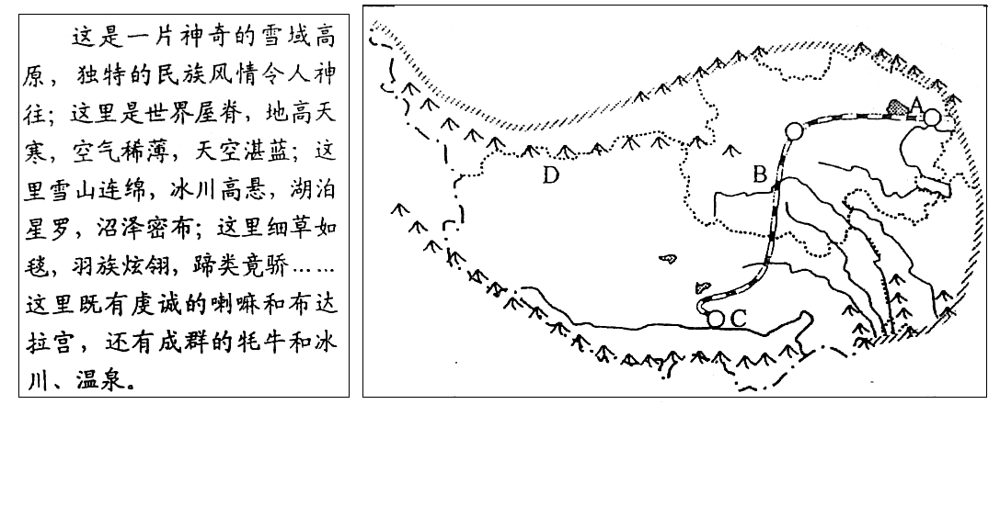 这是一片神奇的雪域高
原，独特的民族风情令人神
往；这里是世界屋脊，地高天
寒，空气稀薄，天空湛蓝；这
里雪山连绵，冰川高悬，湖泊
星罗，沼泽密布；这里细草如
毯，羽族炫翎，蹄类竟骄……
这里既有虔诚的喇嘛和布达
拉宫，还有成群的牦牛和冰
川、温泉。
A
B
D
C